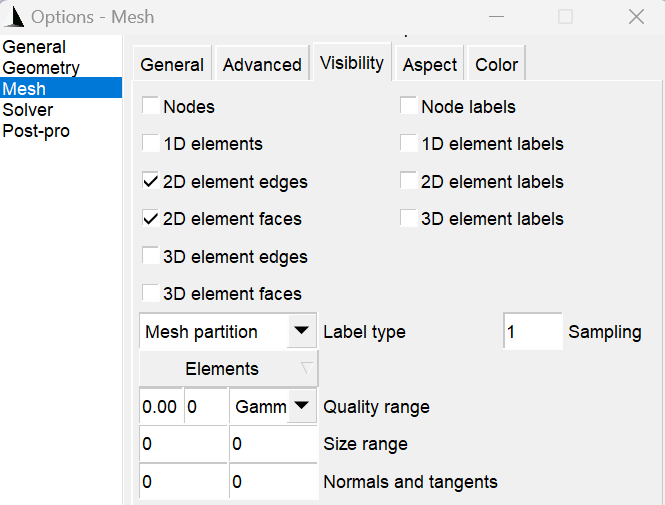 Options - Mesh
General
Geometry
Mesh
Solver
Post-pro
General Advanced Visibility Aspect Color
Nodes Node labels
1D elements 1D element labels
2D element edges 2D element labels
2D element faces 3D element labels
3D element edges
3D element faces
Mesh partition Label type 1 Sampling
Elements
0.00 0 Gamm Quality range
0 0 Size range
0 0 Normals and tangents